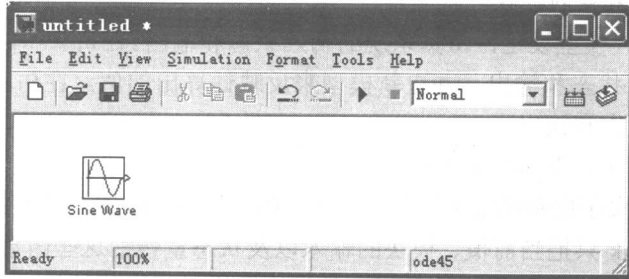 untitled *
File Edit View Simulation Format Tools Help
Normal
Sine Wave
Ready 100% ode45